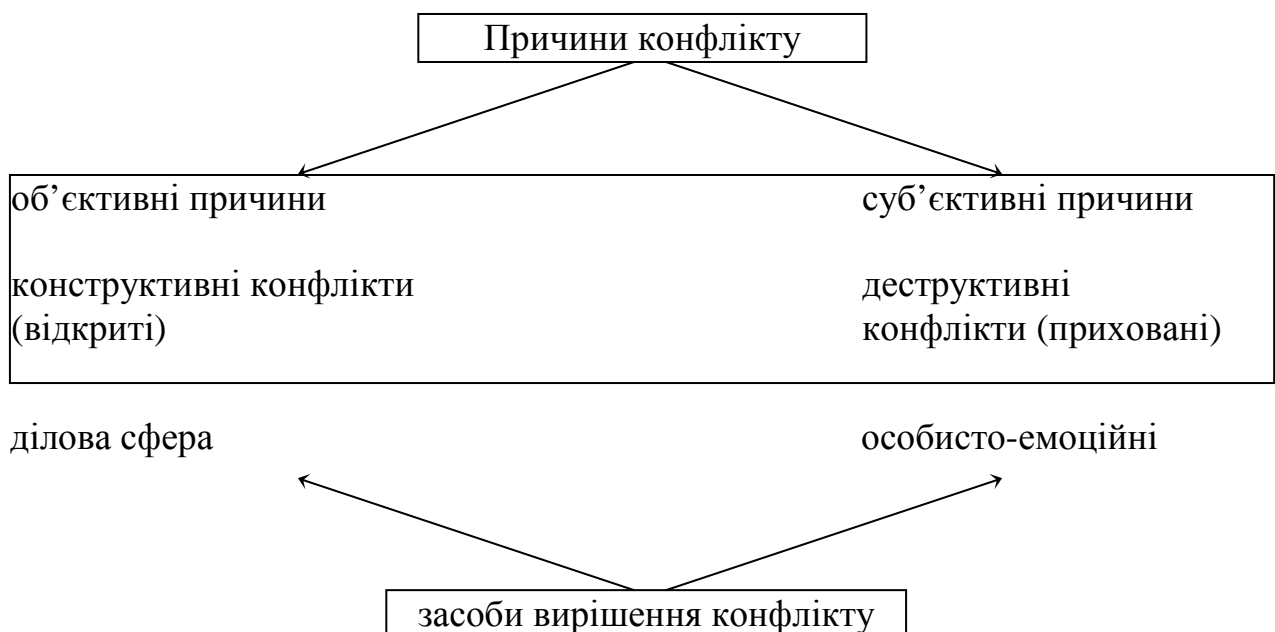 Причини конфлікту
об’єктивні причини
суб’єктивні причини
конструктивні конфлікти
(відкриті)
деструктивні
конфлікти (приховані)
ділова сфера
особисто-емоційні
засоби вирішення конфлікту